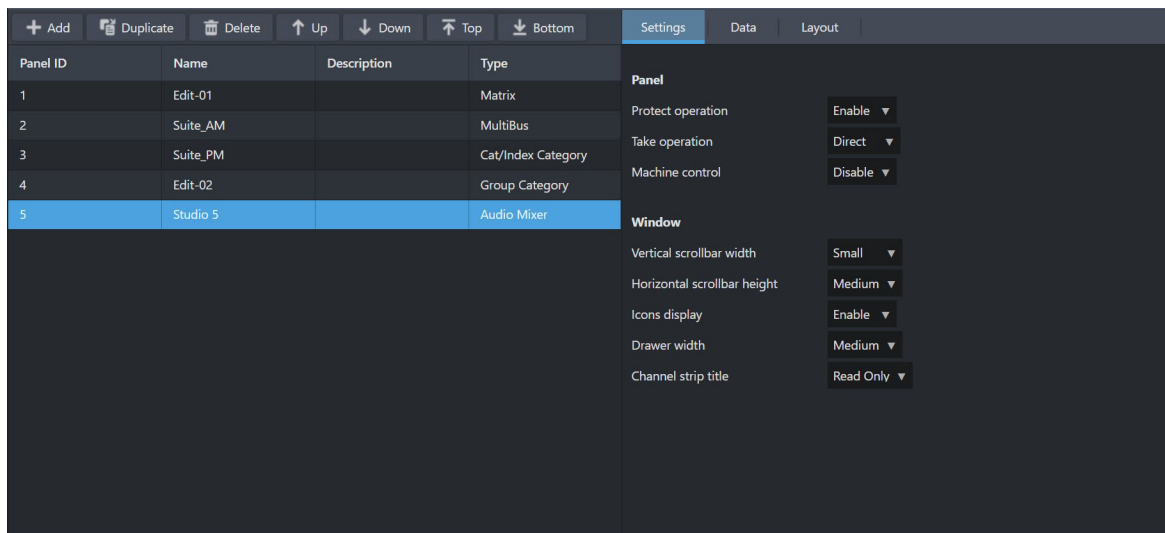 Add Duplicate Delete Up Down Top Bottom
Panel ID Name Description Type
1 Edit-01 Matrix
2 Suite_AM MultiBus
3 Suite_PM Cat/Index Category
4 Edit-02 Group Category
5 Studio 5 Audio Mixer
Settings Data Layout
Panel
Protect operation Enable
Take operation Direct
Machine control Disable
Window
Vertical scrollbar width Small
Horizontal scrollbar height Medium
Icons display Enable
Drawer width Medium
Channel strip title Read Only